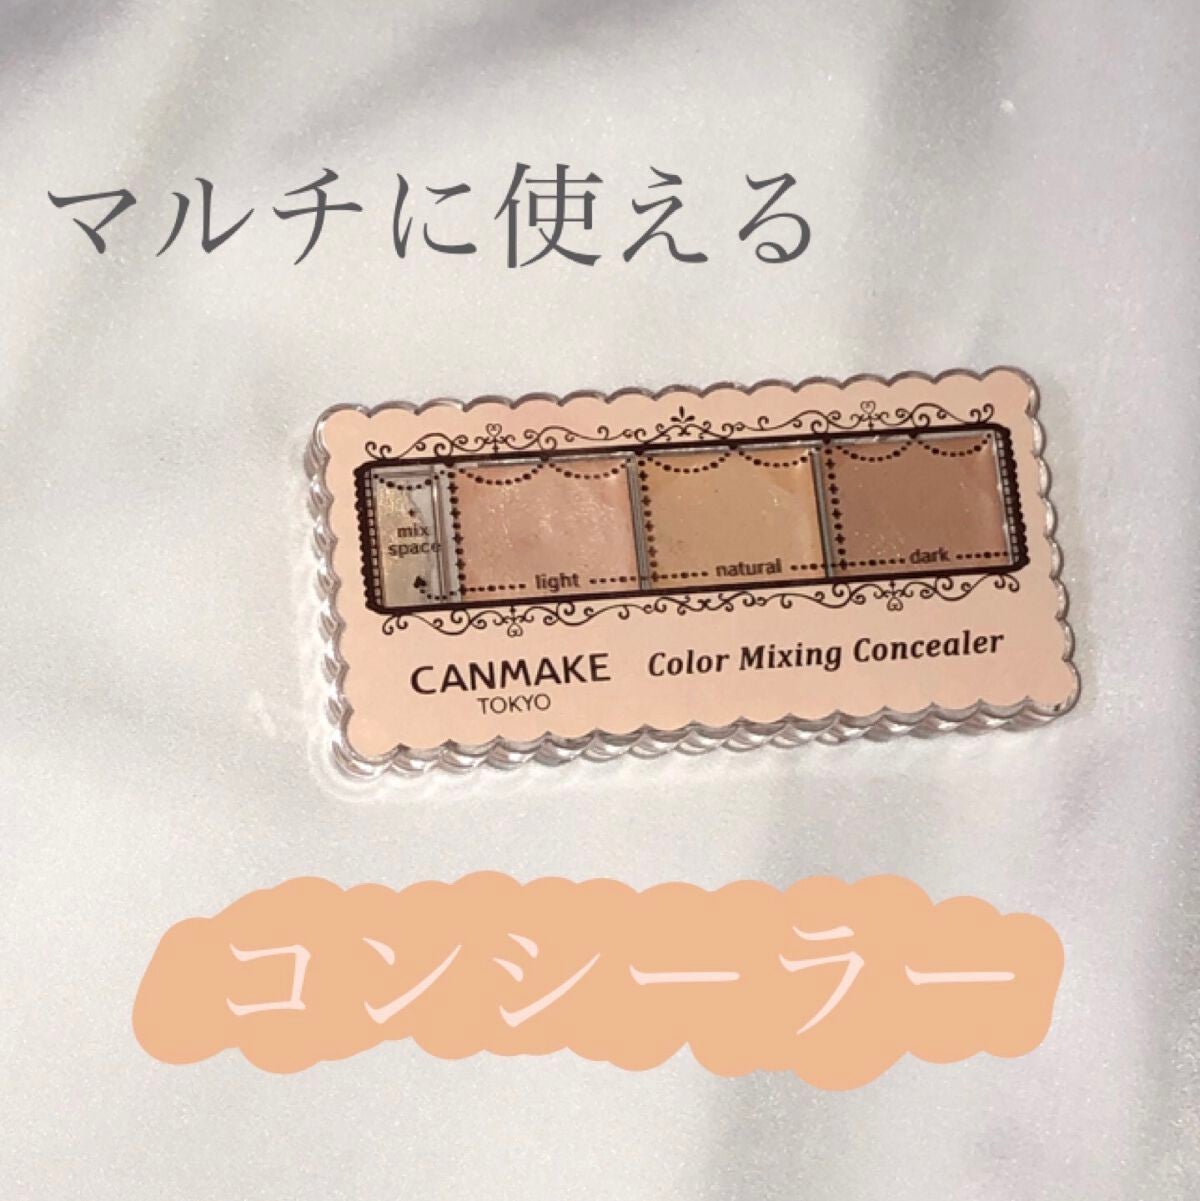 マルチに使える
mix
space
light
natural
dark
CANMAKE
TOKYO
Color Mixing Concealer
コンシーラー